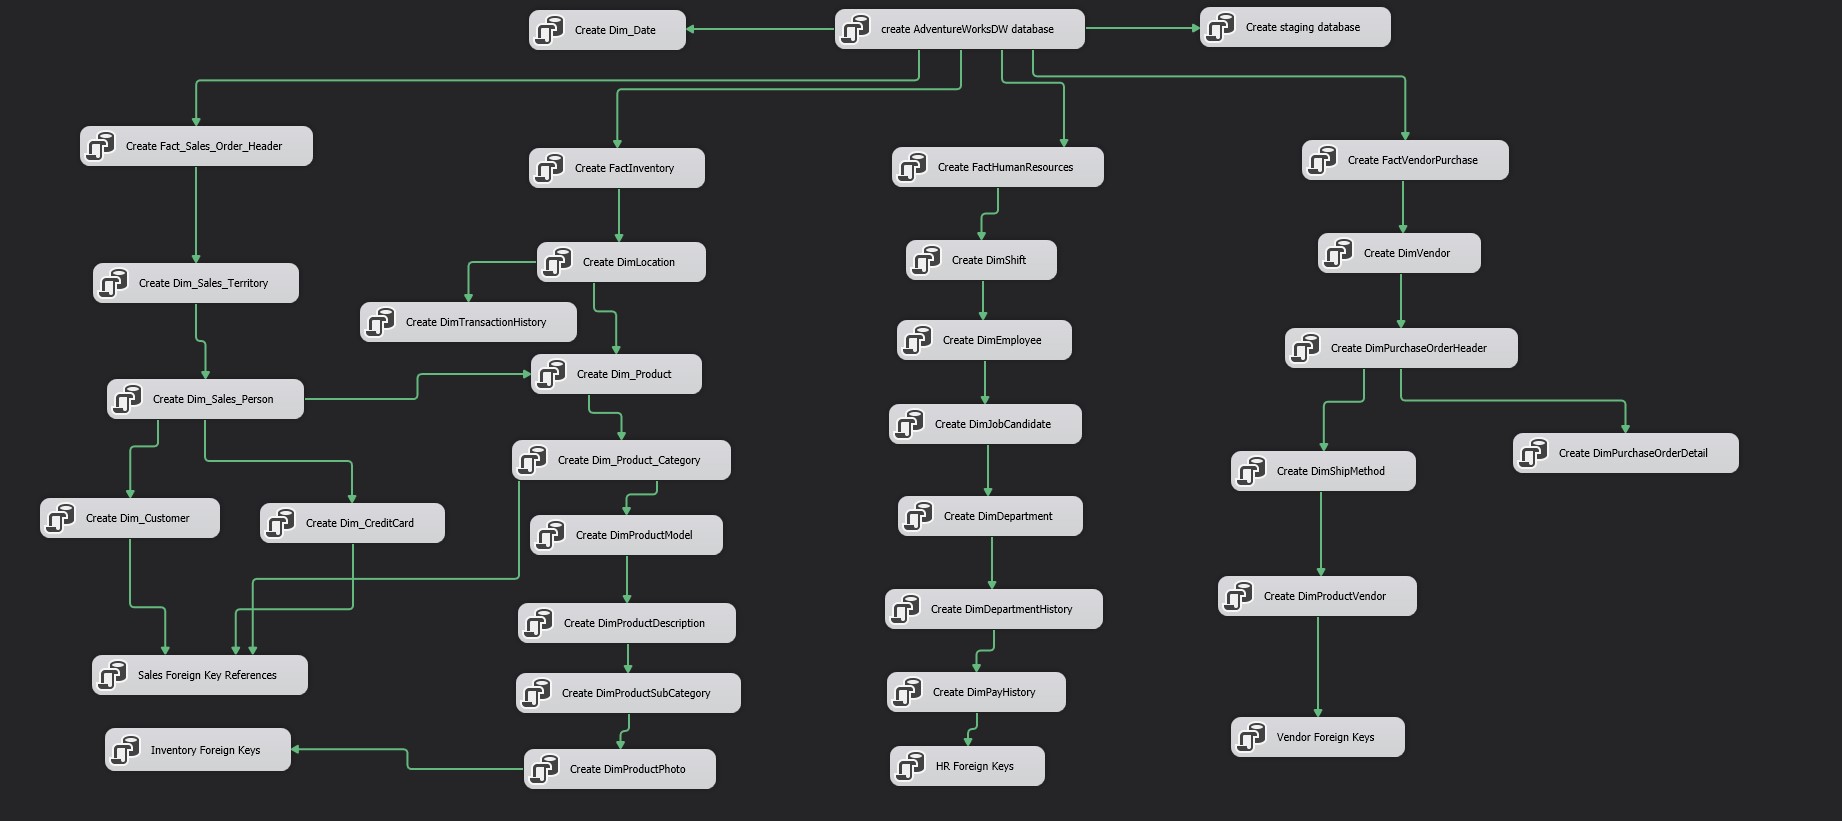 Create Dim_Date
create AdventureWorksDW database
Create staging database
Create Fact_Sales_Order_Header
Create FactInventory
Create FactHumanResources
Create FactVendorPurchase
Create Dim_Sales_Territory
Create DimLocation
Create DimShift
Create DimVendor
Create DimTransactionHistory
Create DimEmployee
Create DimPurchaseOrderHeader
Create Dim_Sales_Person
Create Dim_Product
Create DimJobCandidate
Create Dim_Product_Category
Create DimShipMethod
Create DimPurchaseOrderDetail
Create Dim_Customer
Create Dim_CreditCard
Create DimProductModel
Create DimDepartment
Create DimProductDescription
Create DimDepartmentHistory
Create DimProductVendor
Sales Foreign Key References
Create DimProductSubCategory
Create DimPayHistory
Inventory Foreign Keys
Create DimProductPhoto
HR Foreign Keys
Vendor Foreign Keys